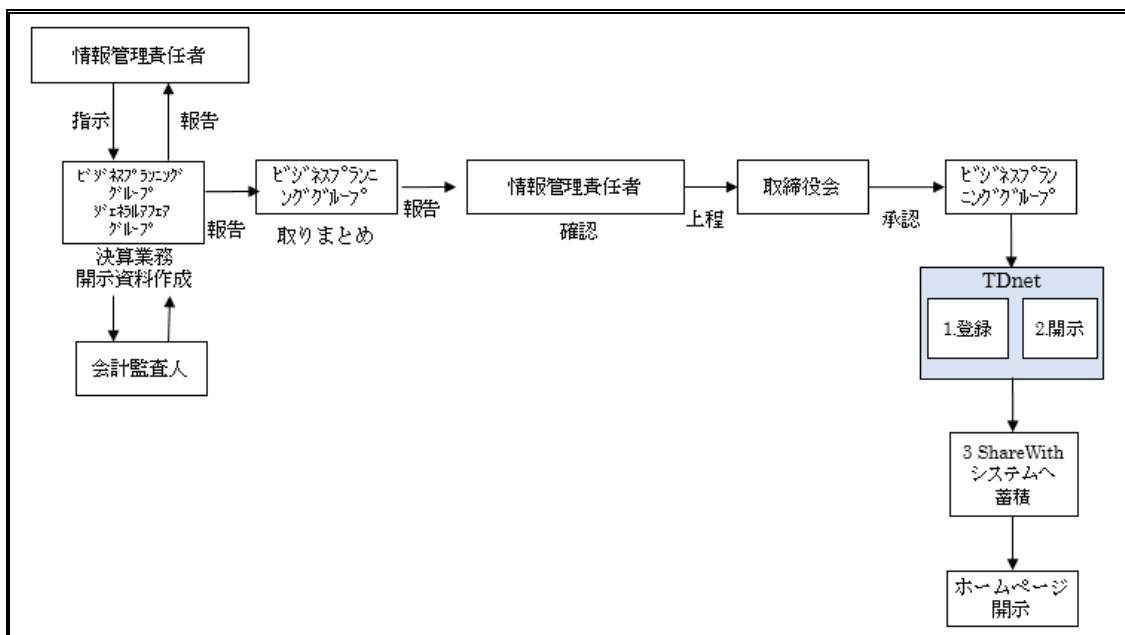 情報管理責任者
指示
報告
ﾋﾞｼﾞﾈｽﾌﾟﾗﾝﾆﾝｸﾞ
ｸﾞﾙｰﾌﾟ
ｼﾞｪﾈﾗﾙｱﾌｪｱ
ｸﾞﾙｰﾌﾟ
報告
決算業務
開示資料作成
会計監査人
ﾋﾞｼﾞﾈｽﾌﾟﾗﾝﾆ
ﾝｸﾞｸﾞﾙｰﾌﾟ
取りまとめ
報告
情報管理責任者
確認
上程
取締役会
承認
ﾋﾞｼﾞﾈｽﾌﾟﾗﾝ
ﾆﾝｸﾞｸﾞﾙｰﾌﾟ
TDnet
1.登録
2.開示
3 ShareWith
システムへ
蓄積
ホームページ
開示